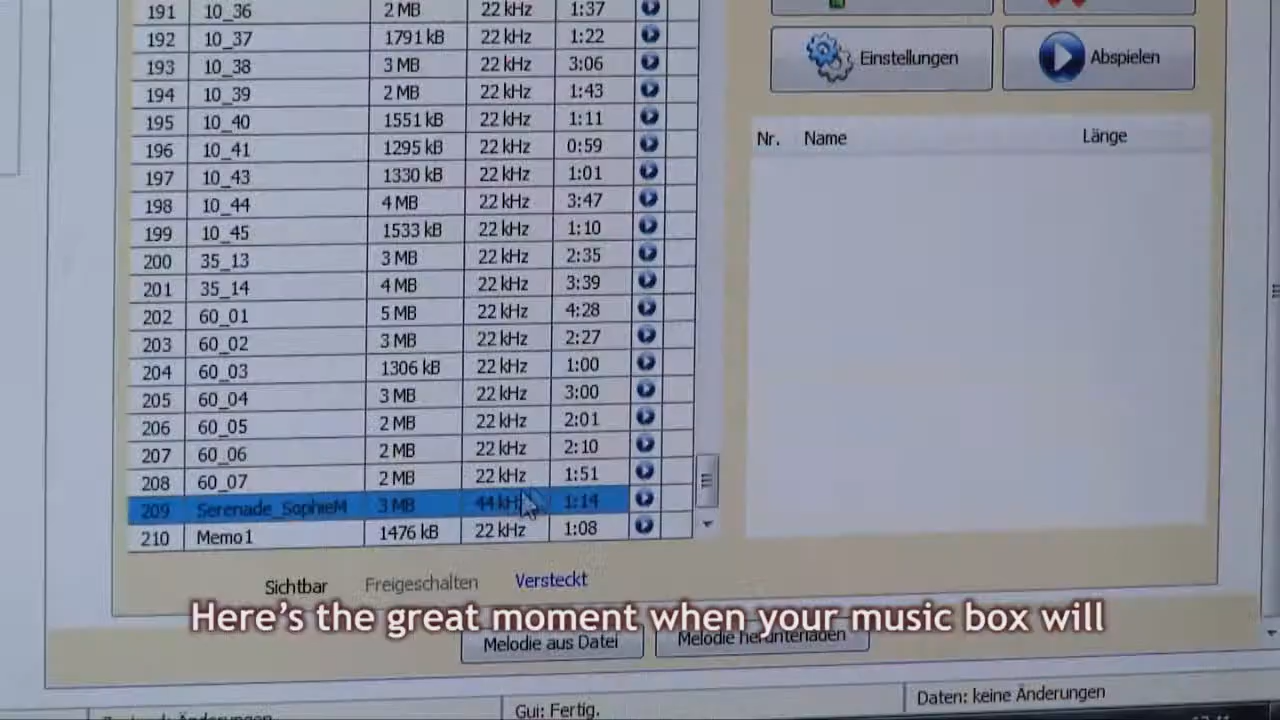 191 10_36 2 MB 22 kHz 1:37
192 10_37 1791 kB 22 kHz 1:22
193 10_38 3 MB 22 kHz 3:06
194 10_39 2 MB 22 kHz 1:43
195 10_40 1551 kB 22 kHz 1:11
196 10_41 1295 kB 22 kHz 0:59
197 10_43 1330 kB 22 kHz 1:01
198 10_44 4 MB 22 kHz 3:47
199 10_45 1533 kB 22 kHz 1:10
200 35_13 3 MB 22 kHz 2:35
201 35_14 4 MB 22 kHz 3:39
202 60_01 5 MB 22 kHz 4:28
203 60_02 3 MB 22 kHz 2:27
204 60_03 1306 kB 22 kHz 1:00
205 60_04 3 MB 22 kHz 3:00
206 60_05 2 MB 22 kHz 2:01
207 60_06 2 MB 22 kHz 2:10
208 60_07 2 MB 22 kHz 1:51
209 Serenade_SophieM 3 MB 44 kHz 1:14
210 Memo1 1476 kB 22 kHz 1:08
Einstellungen Abspielen
Nr. Name Länge
Sichtbar Freigeschalten Versteckt
Here's the great moment when your music box will
Melodie aus Datei Melodie herunterladen
Gui: Fertig. Daten: keine Änderungen